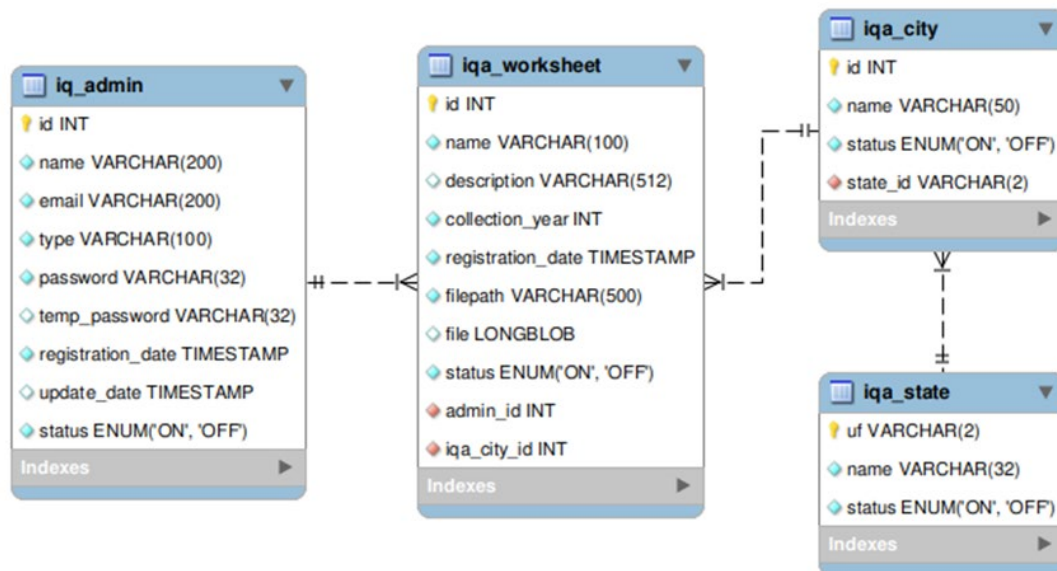 iq_admin
id INT
name VARCHAR(200)
email VARCHAR(200)
type VARCHAR(100)
password VARCHAR(32)
temp_password VARCHAR(32)
registration_date TIMESTAMP
update_date TIMESTAMP
status ENUM('ON', 'OFF')
Indexes
iqa_worksheet
id INT
name VARCHAR(100)
description VARCHAR(512)
collection_year INT
registration_date TIMESTAMP
filepath VARCHAR(500)
file LONGBLOB
status ENUM('ON', 'OFF')
admin_id INT
iqa_city_id INT
Indexes
iqa_city
id INT
name VARCHAR(50)
status ENUM('ON', 'OFF')
state_id VARCHAR(2)
Indexes
iqa_state
uf VARCHAR(2)
name VARCHAR(32)
status ENUM('ON', 'OFF')
Indexes